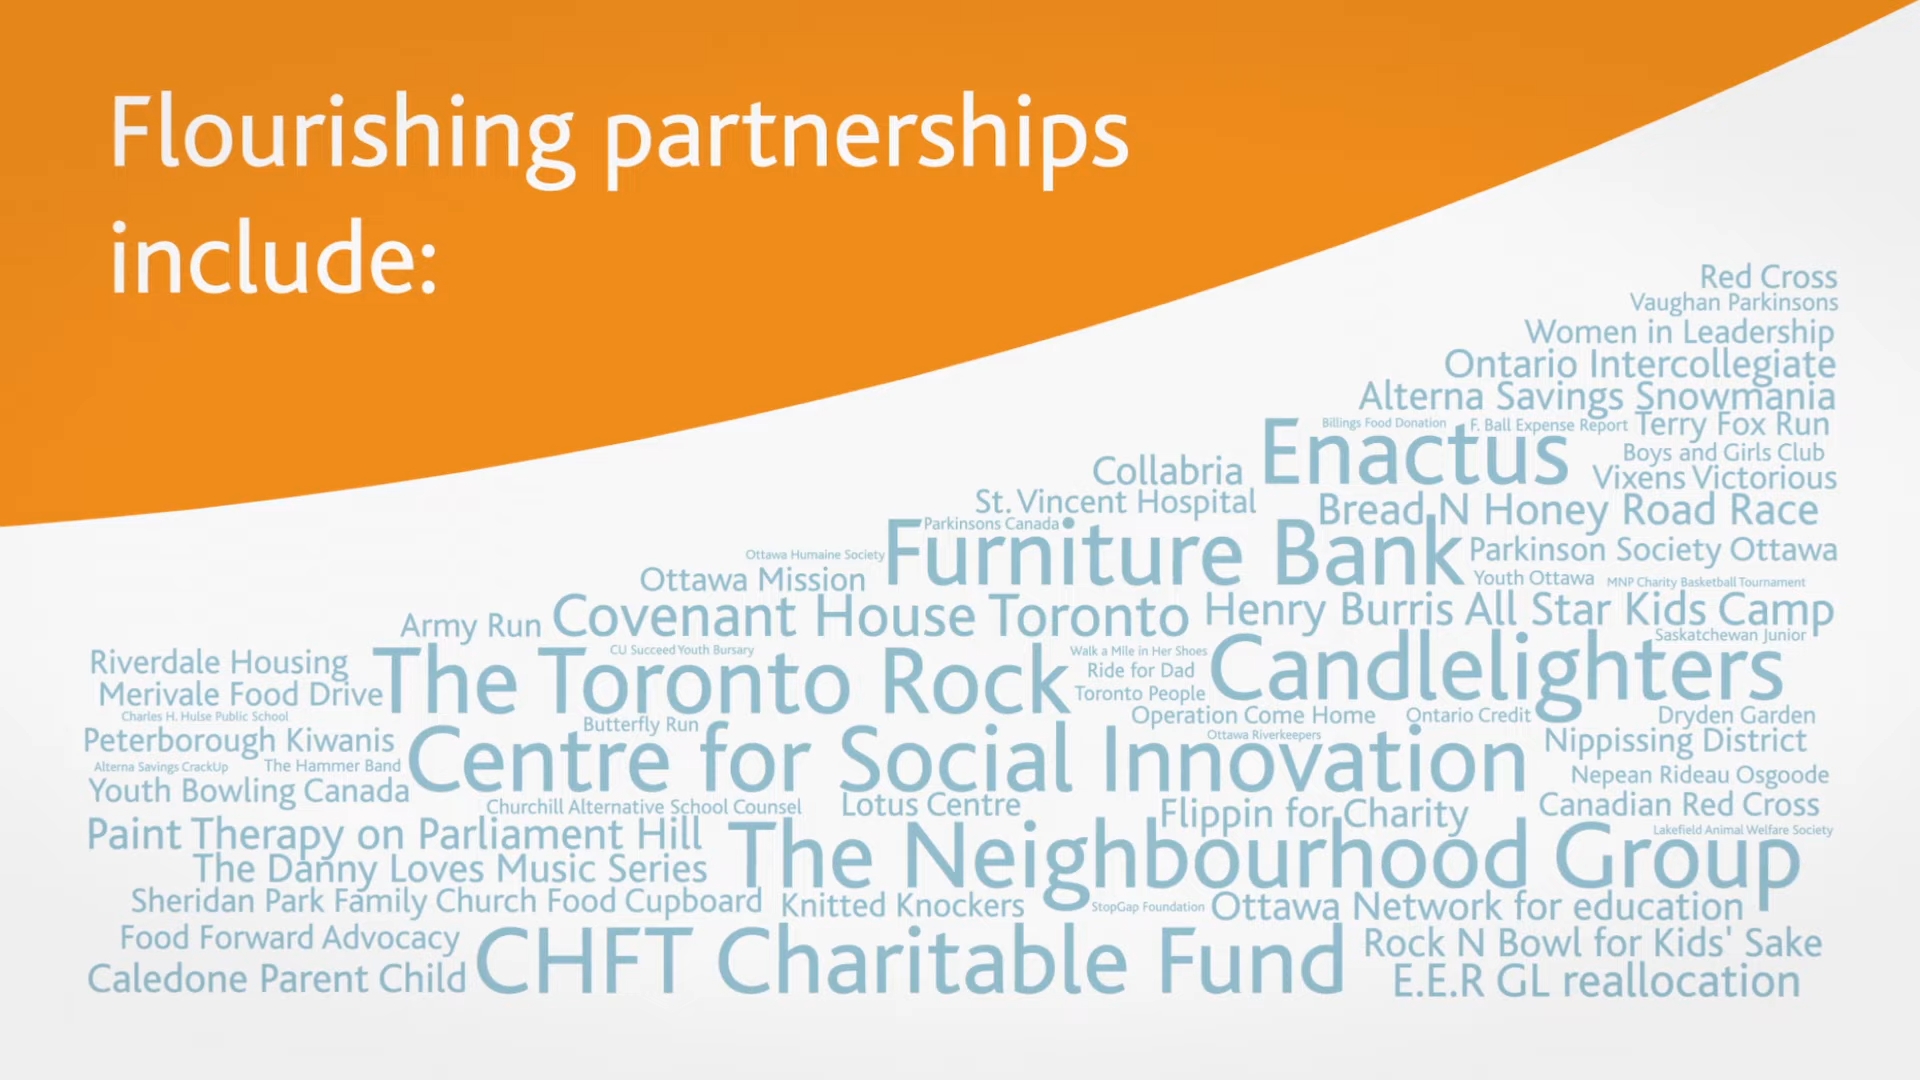 Flourishing partnerships
include:
Red Cross
Vaughan Parkinsons
Women in Leadership
Ontario Intercollegiate
Alterna Savings Snowmania
Billings Food Donation
F. Ball Expense Report
Terry Fox Run
Enactus
Boys and Girls Club
Collabria
Vixens Victorious
St. Vincent Hospital
Bread N Honey Road Race
Parkinsons Canada
Ottawa Humaine Society
Furniture Bank
Parkinson Society Ottawa
Ottawa Mission
Youth Ottawa
MNP Charity Basketball Tournament
Army Run
Covenant House Toronto
Henry Burris All Star Kids Camp
Saskatchewan Junior
CU Succeed Youth Bursary
Walk a Mile in Her Shoes
Riverdale Housing
The Toronto Rock
Ride for Dad
Candlelighters
Merivale Food Drive
Toronto People
Charles H. Hulse Public School
Butterfly Run
Operation Come Home
Ontario Credit
Dryden Garden
Ottawa Riverkeepers
Peterborough Kiwanis
Centre for Social Innovation
Nippissing District
Alterna Savings CrackUp
The Hammer Band
Nepean Rideau Osgoode
Youth Bowling Canada
Churchill Alternative School Counsel
Lotus Centre
Flippin for Charity
Canadian Red Cross
Lakefield Animal Welfare Society
Paint Therapy on Parliament Hill
The Neighbourhood Group
The Danny Loves Music Series
Sheridan Park Family Church Food Cupboard
Knitted Knockers
StopGap Foundation
Ottawa Network for education
Food Forward Advocacy
CHFT Charitable Fund
Rock N Bowl for Kids' Sake
Caledone Parent Child
E.E.R GL reallocation